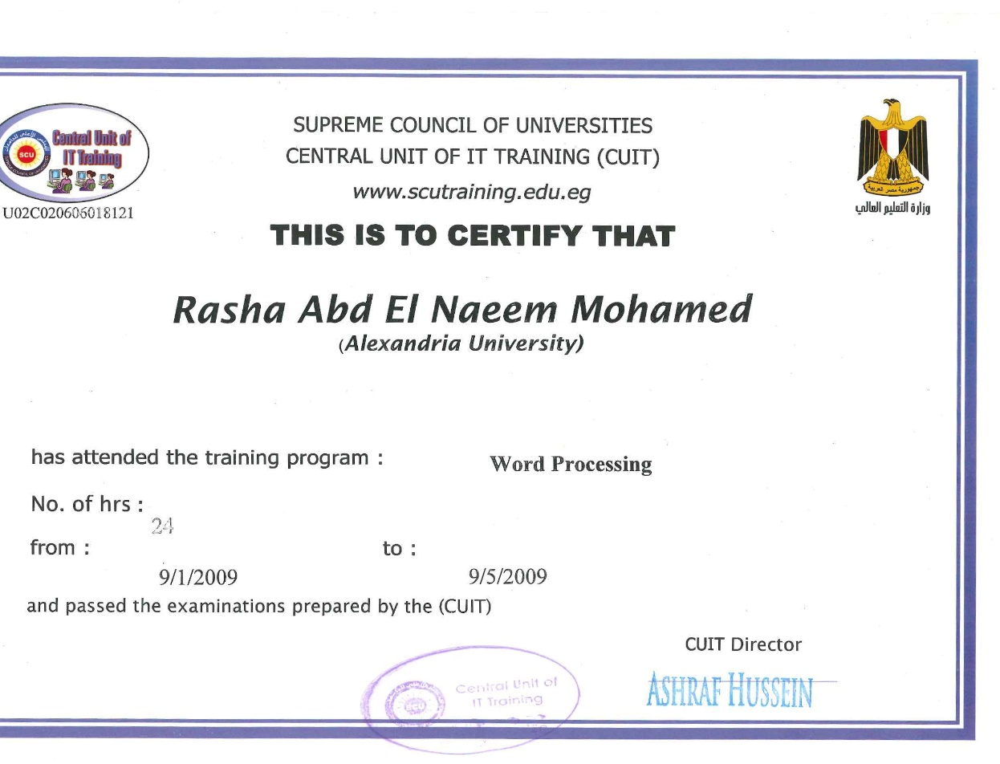 Central Unit of
IT Training
SCU
U02C020606018121
SUPREME COUNCIL OF UNIVERSITIES
CENTRAL UNIT OF IT TRAINING (CUIT)
www.scutraining.edu.eg
جمهورية مصر العربية
وزارة التعليم العالي
THIS IS TO CERTIFY THAT
Rasha Abd El Naeem Mohamed
(Alexandria University)
has attended the training program :
Word Processing
No. of hrs :
24
from :
to :
9/1/2009
9/5/2009
and passed the examinations prepared by the (CUIT)
CUIT Director
ASHRAF HUSSEIN
Central Unit of
IT Training
SCU